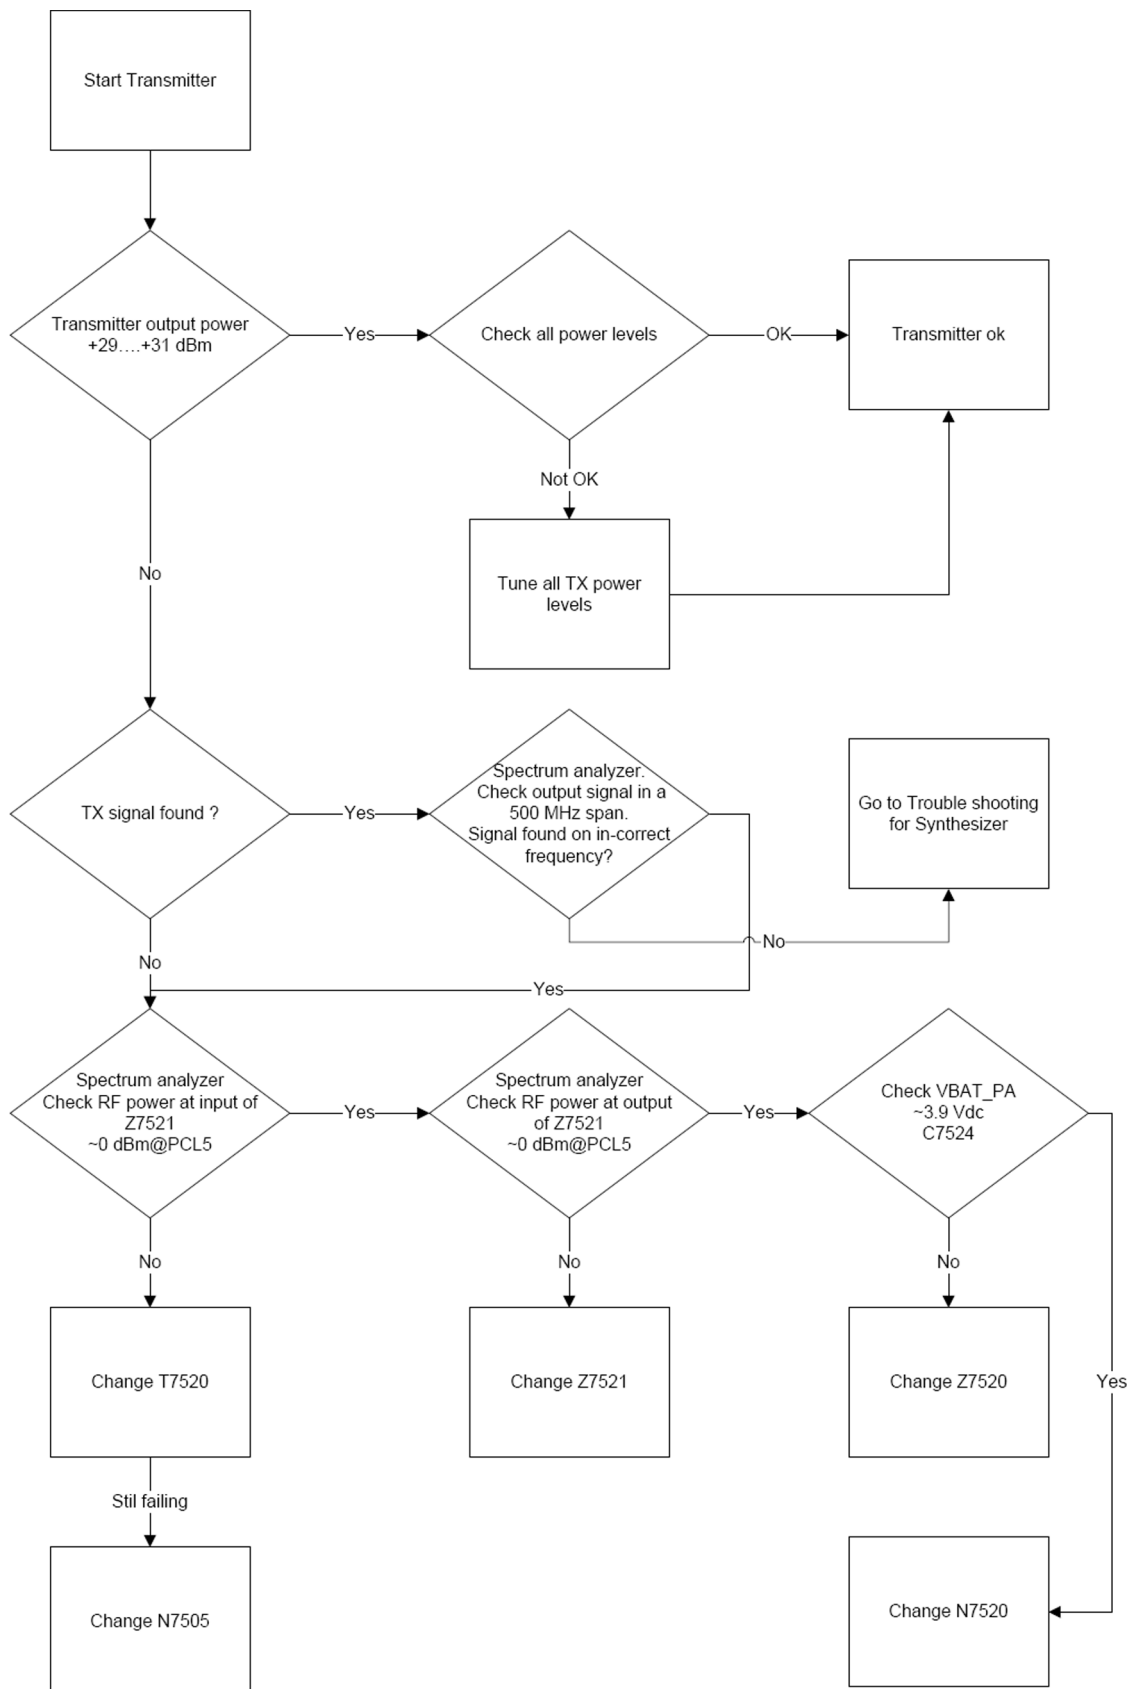 Start Transmitter
Transmitter output power
+29….+31 dBm
Yes
Check all power levels
OK
Transmitter ok
Not OK
Tune all TX power
levels
No
TX signal found ?
Yes
Spectrum analyzer.
Check output signal in a
500 MHz span.
Signal found on in-correct
frequency?
Go to Trouble shooting
for Synthesizer
No
No
Yes
Spectrum analyzer
Check RF power at input of
Z7521
~0 dBm@PCL5
Yes
Spectrum analyzer
Check RF power at output
of Z7521
~0 dBm@PCL5
Yes
Check VBAT_PA
~3.9 Vdc
C7524
No
No
No
Change T7520
Change Z7521
Change Z7520
Yes
Stil failing
Change N7505
Change N7520